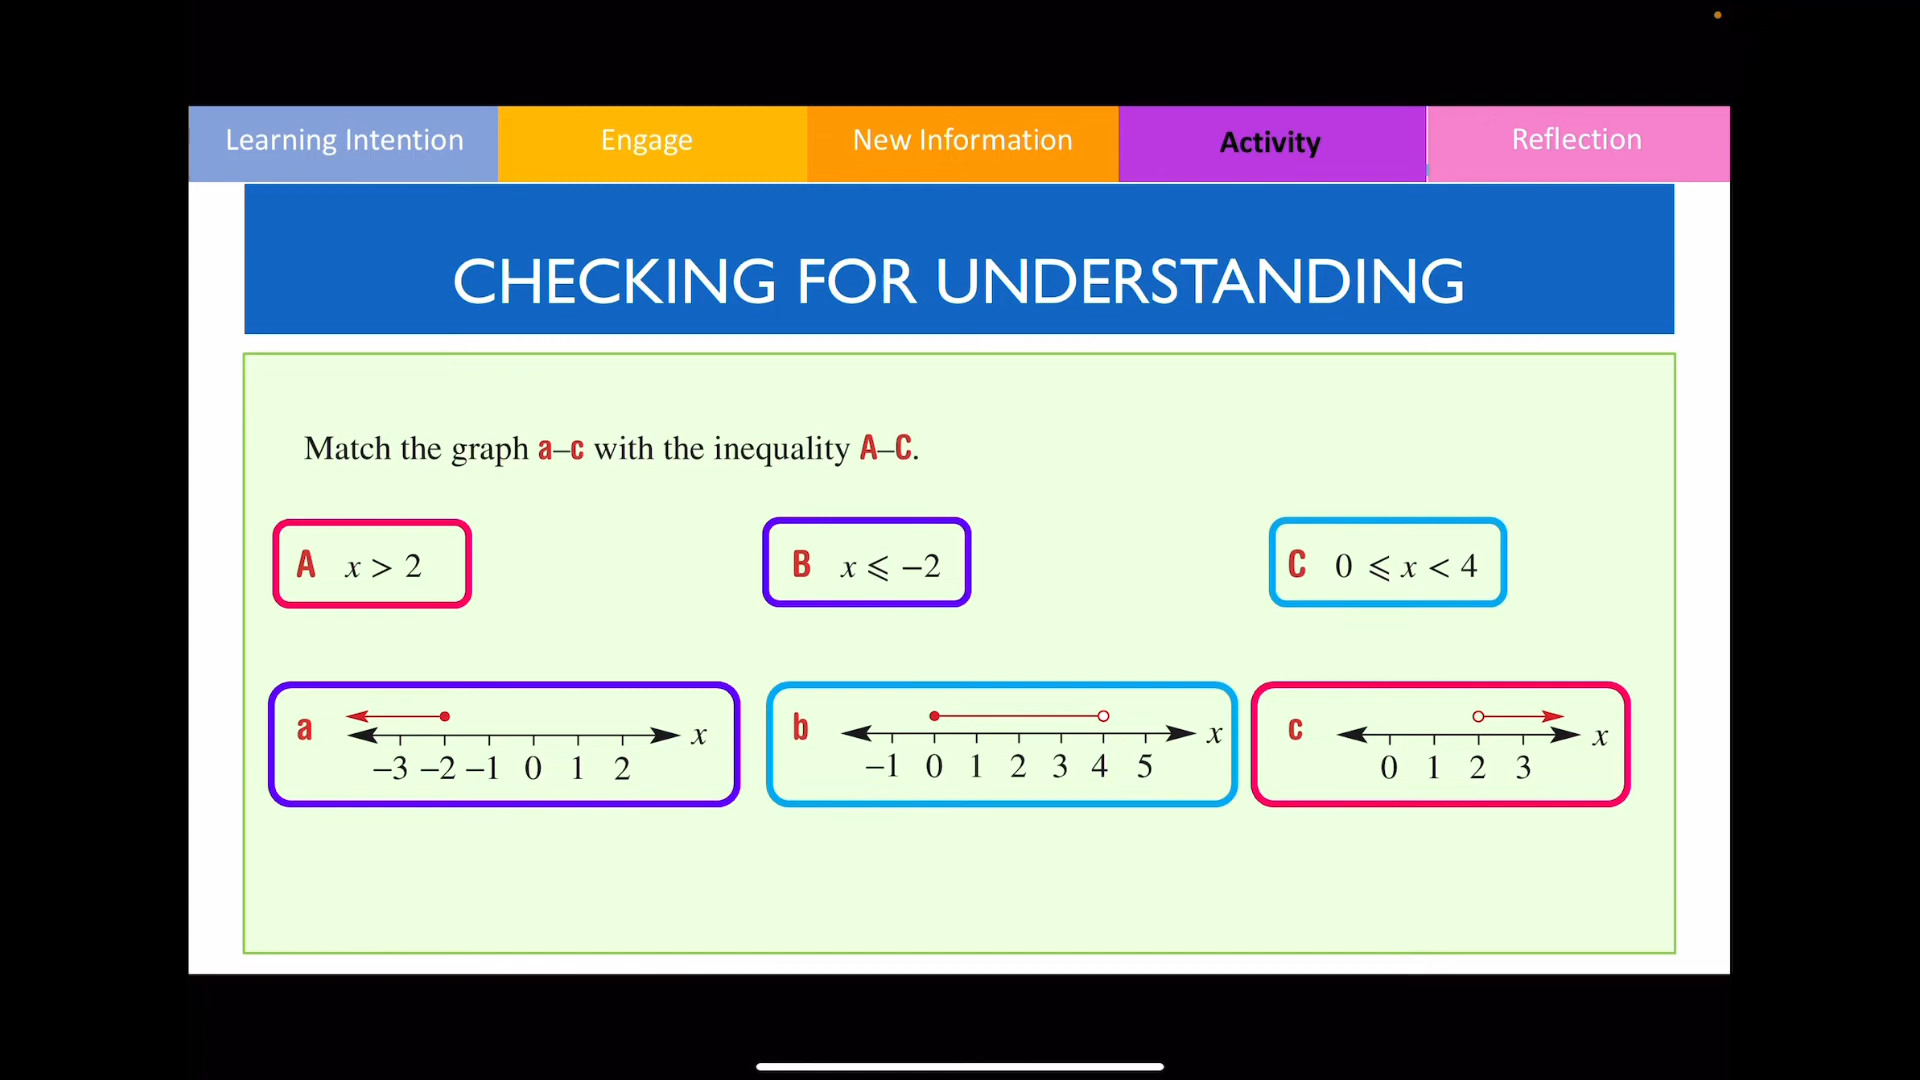 Learning Intention Engage New Information Activity Reflection
CHECKING FOR UNDERSTANDING
Match the graph a–c with the inequality A–C.
A x > 2 B x ⩽ −2 C 0 ⩽ x < 4
a x b x c x
−3 −2 −1 0 1 2 −1 0 1 2 3 4 5 0 1 2 3